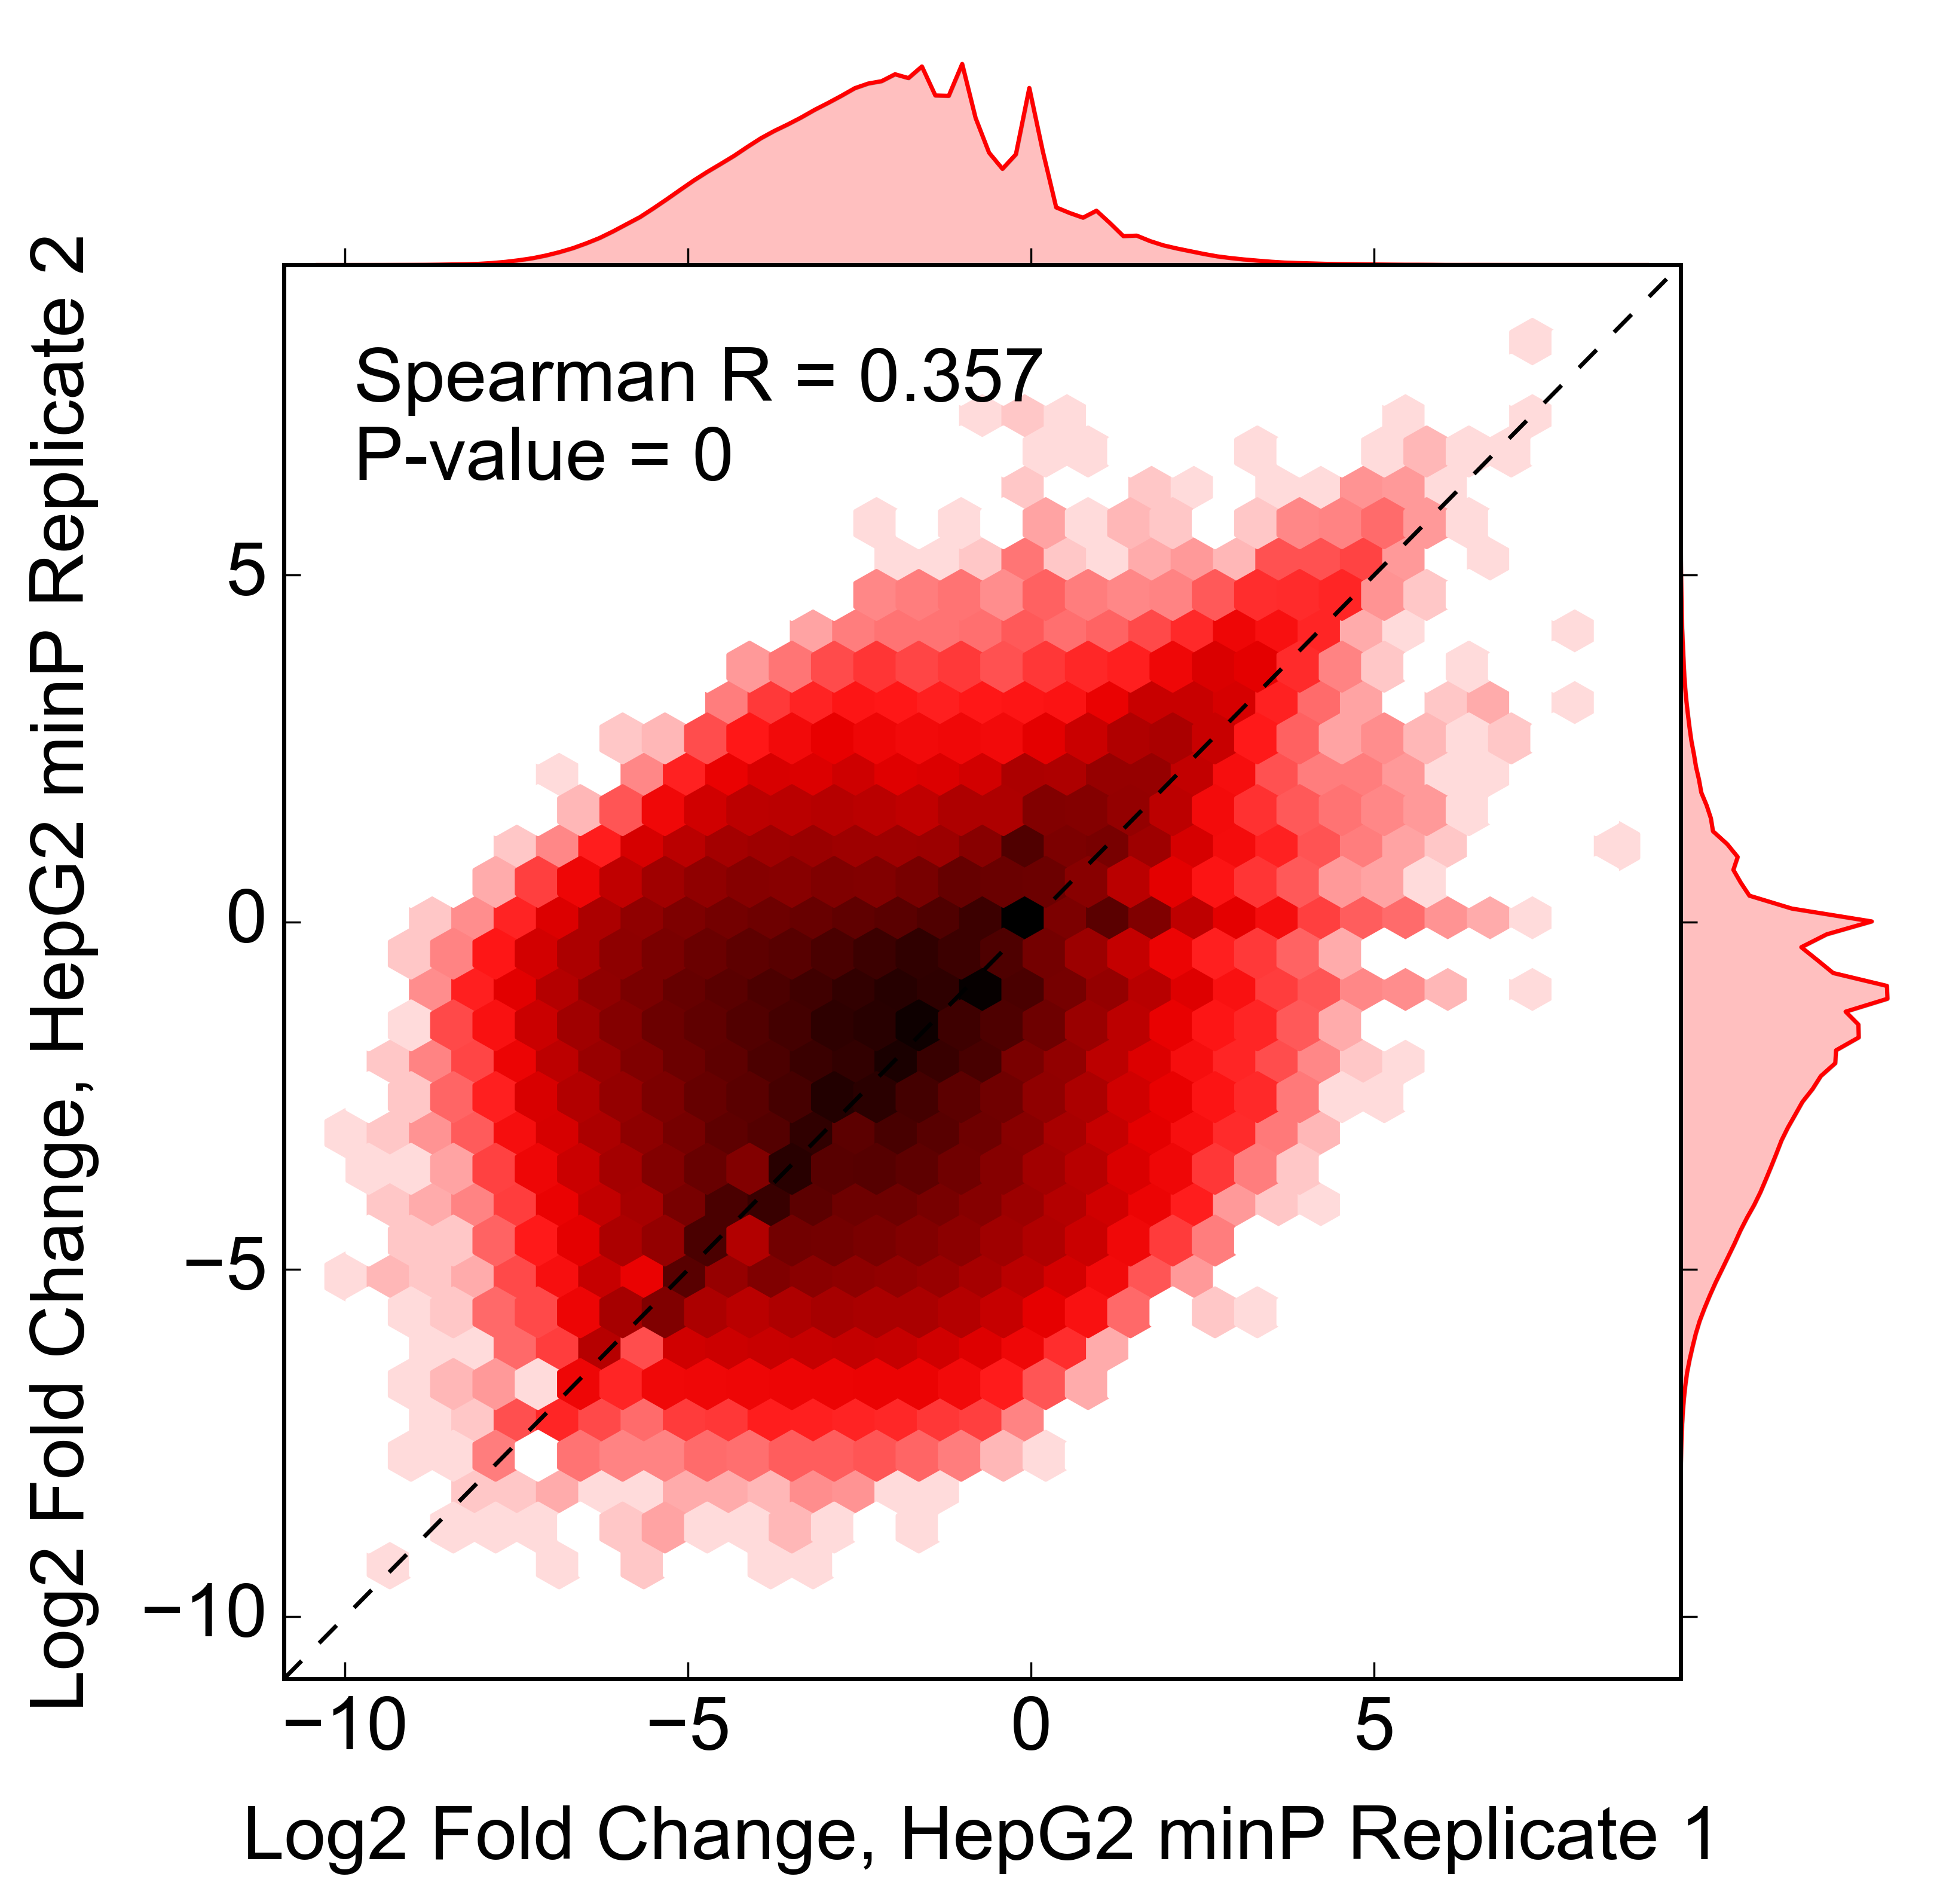 Spearman R = 0.357
P-value = 0
Log2 Fold Change, HepG2 minP Replicate 2
5
0
−5
−10
−10
−5
0
5
Log2 Fold Change, HepG2 minP Replicate 1